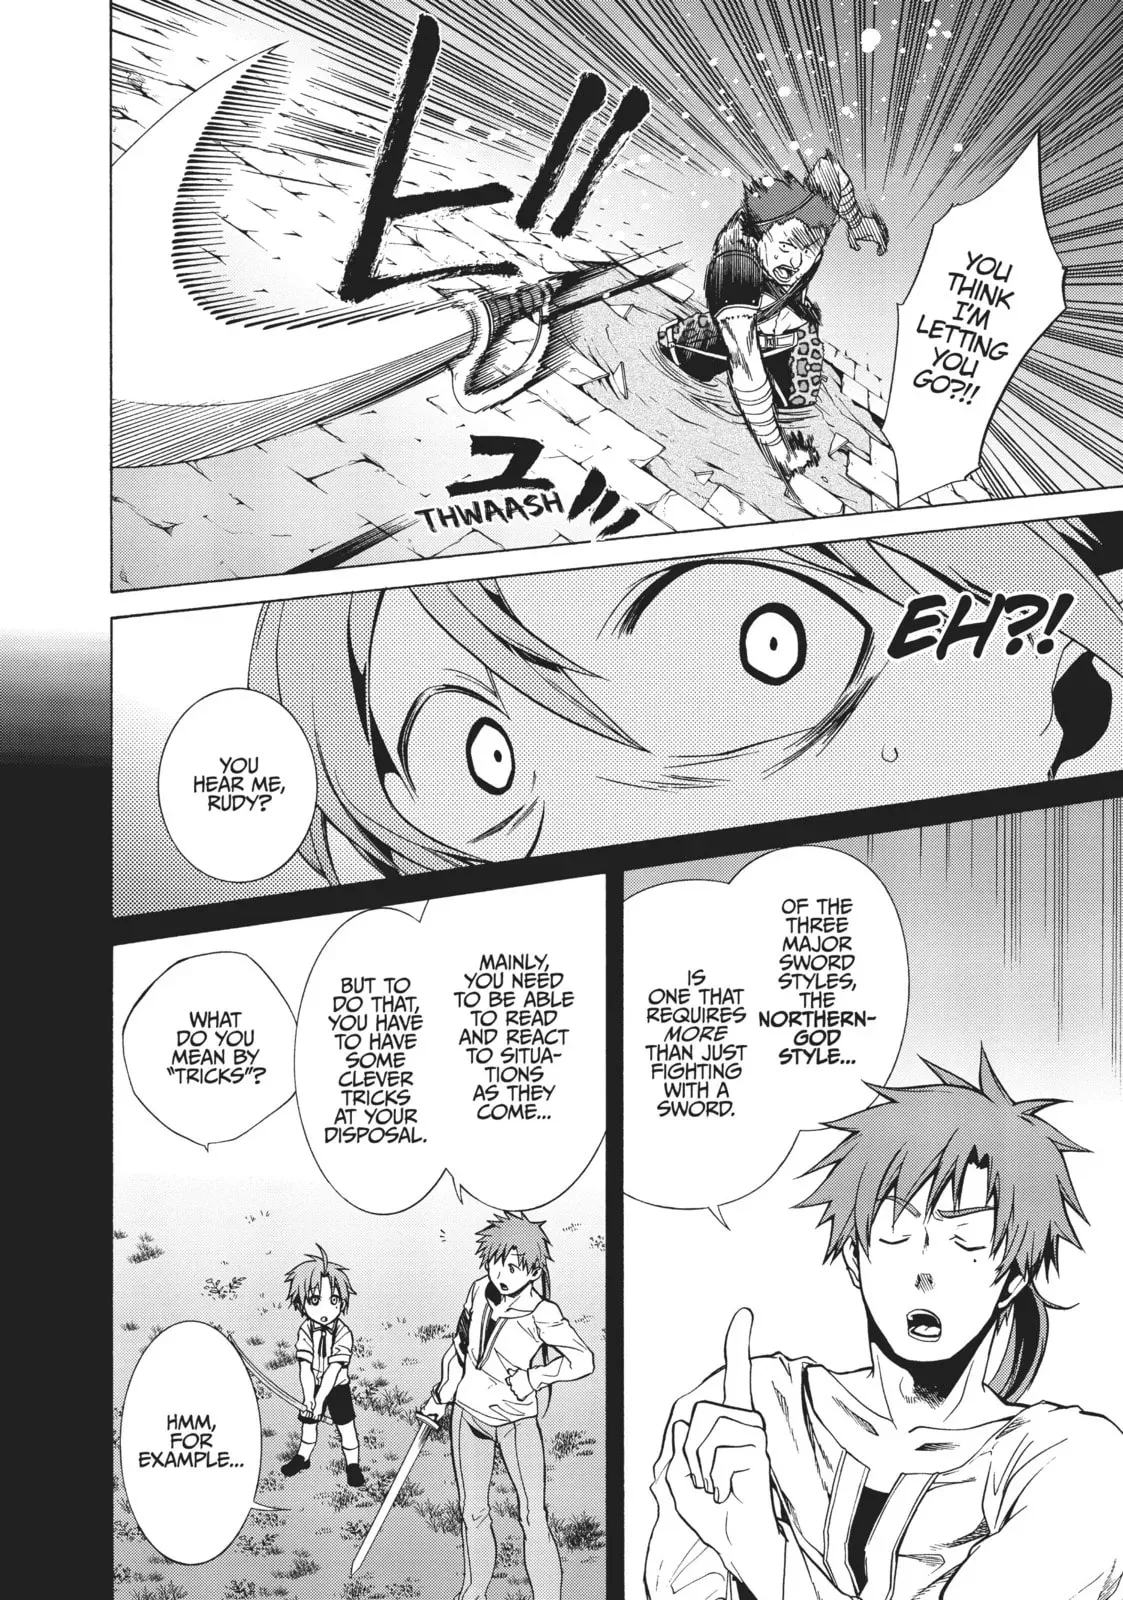 YOU
THINK
I'M
LETTING
YOU
GO?!!
ビュ!!
THWAASH
EH?!
YOU
HEAR ME,
RUDY?
OF THE
THREE
MAJOR
SWORD
STYLES,
THE
NORTHERN-
GOD
STYLE...
IS
ONE THAT
REQUIRES
MORE
THAN JUST
FIGHTING
WITH A
SWORD.
MAINLY,
YOU NEED
TO BE ABLE
TO READ
AND REACT
TO SITUA-
TIONS
AS THEY
COME...
BUT TO
DO THAT,
YOU HAVE
TO HAVE
SOME
CLEVER
TRICKS
AT YOUR
DISPOSAL.
WHAT
DO YOU
MEAN BY
"TRICKS"?
HMM,
FOR
EXAMPLE...